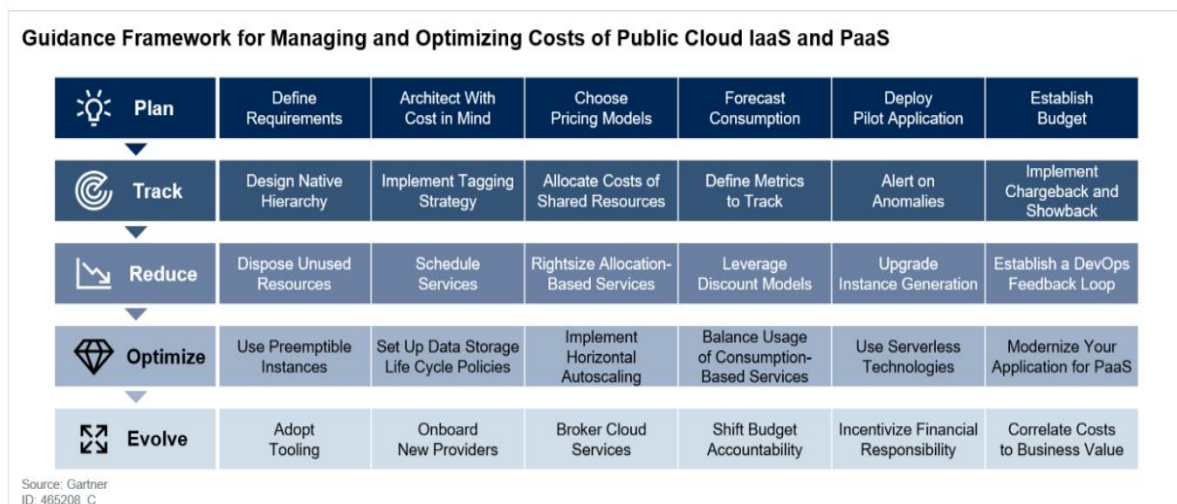 Guidance Framework for Managing and Optimizing Costs of Public Cloud IaaS and PaaS
Plan
Define
Requirements
Architect With
Cost in Mind
Choose
Pricing Models
Forecast
Consumption
Deploy
Pilot Application
Establish
Budget
Track
Design Native
Hierarchy
Implement Tagging
Strategy
Allocate Costs of
Shared Resources
Define Metrics
to Track
Alert on
Anomalies
Implement
Chargeback and
Showback
Reduce
Dispose Unused
Resources
Schedule
Services
Rightsize Allocation-
Based Services
Leverage
Discount Models
Upgrade
Instance Generation
Establish a DevOps
Feedback Loop
Optimize
Use Preemptible
Instances
Set Up Data Storage
Life Cycle Policies
Implement
Horizontal
Autoscaling
Balance Usage
of Consumption-
Based Services
Use Serverless
Technologies
Modernize Your
Application for PaaS
Evolve
Adopt
Tooling
Onboard
New Providers
Broker Cloud
Services
Shift Budget
Accountability
Incentivize Financial
Responsibility
Correlate Costs
to Business Value
Source: Gartner
ID: 465208_C